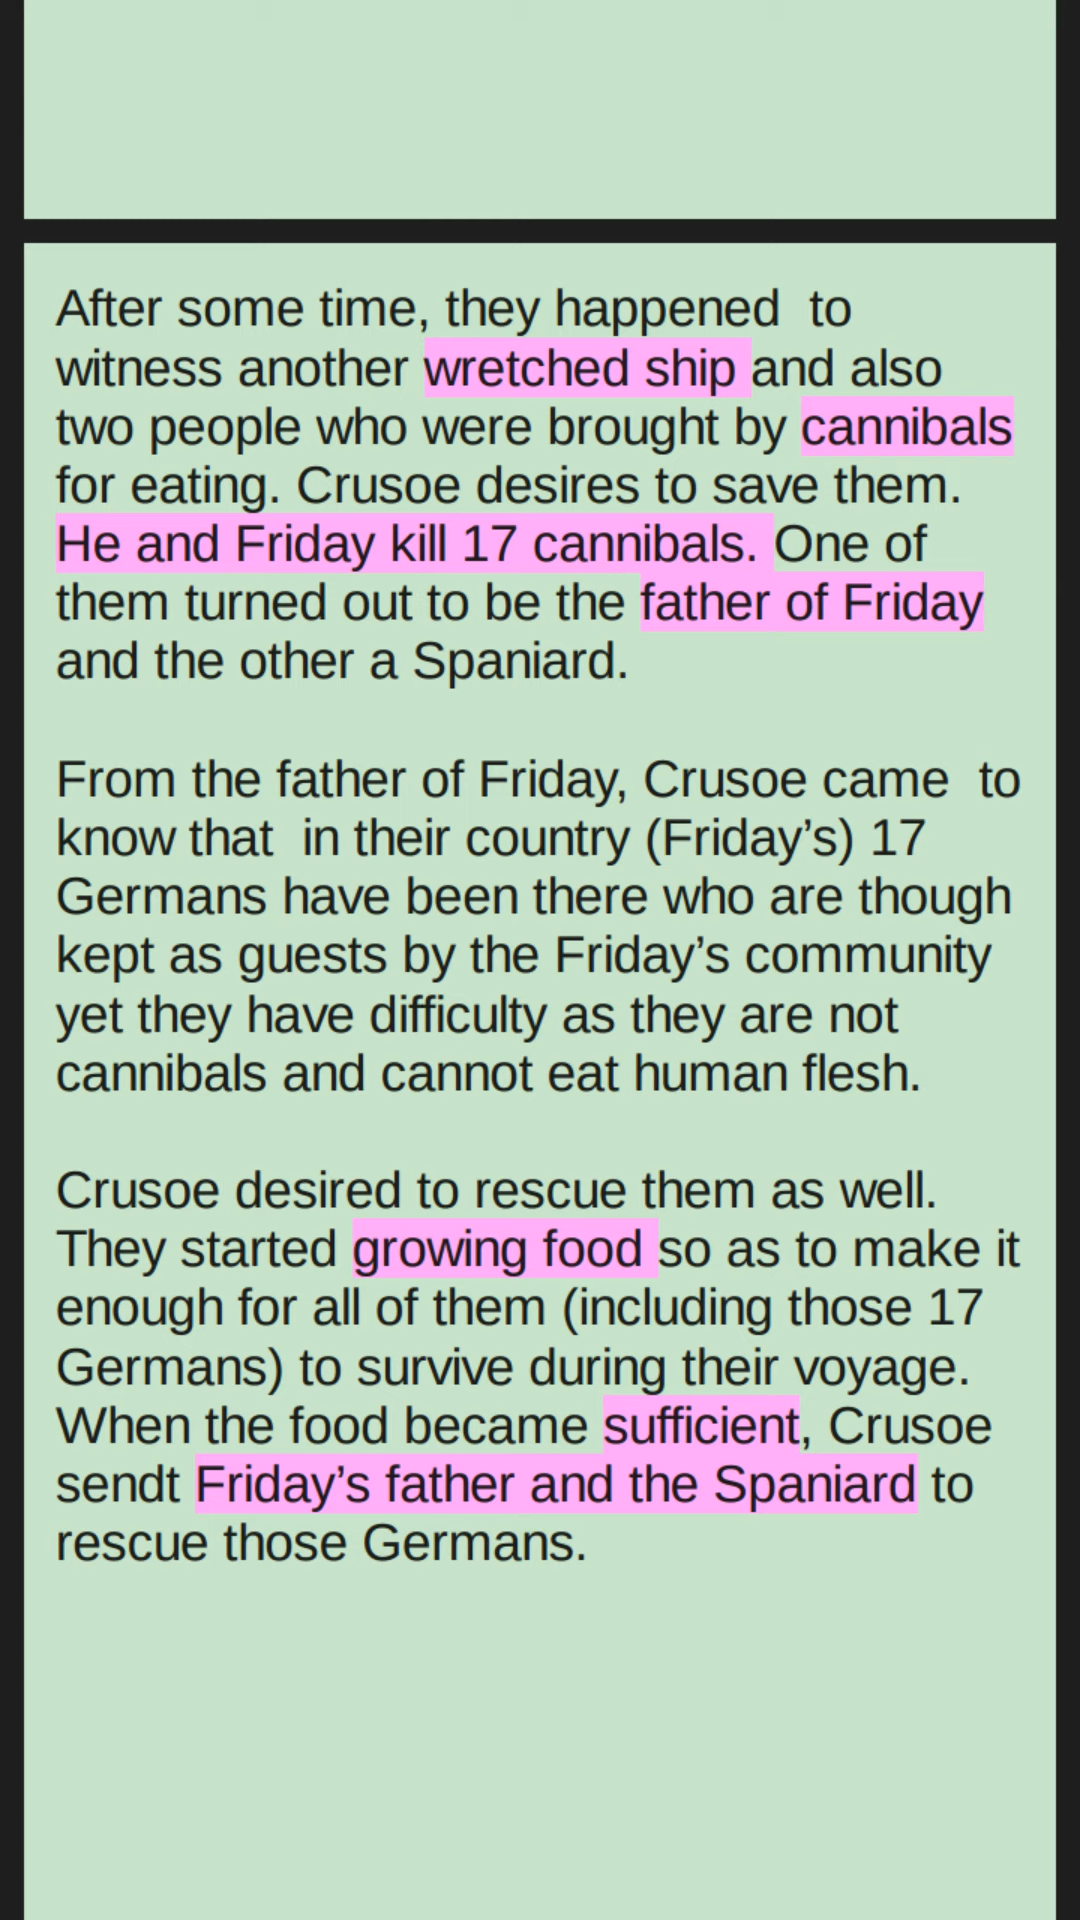 After some time, they happened  to
witness another wretched ship and also
two people who were brought by cannibals
for eating. Crusoe desires to save them.
He and Friday kill 17 cannibals. One of
them turned out to be the father of Friday
and the other a Spaniard.
From the father of Friday, Crusoe came  to
know that  in their country (Friday’s) 17
Germans have been there who are though
kept as guests by the Friday’s community
yet they have difficulty as they are not
cannibals and cannot eat human flesh.
Crusoe desired to rescue them as well.
They started growing food so as to make it
enough for all of them (including those 17
Germans) to survive during their voyage.
When the food became sufficient, Crusoe
sendt Friday’s father and the Spaniard to
rescue those Germans.